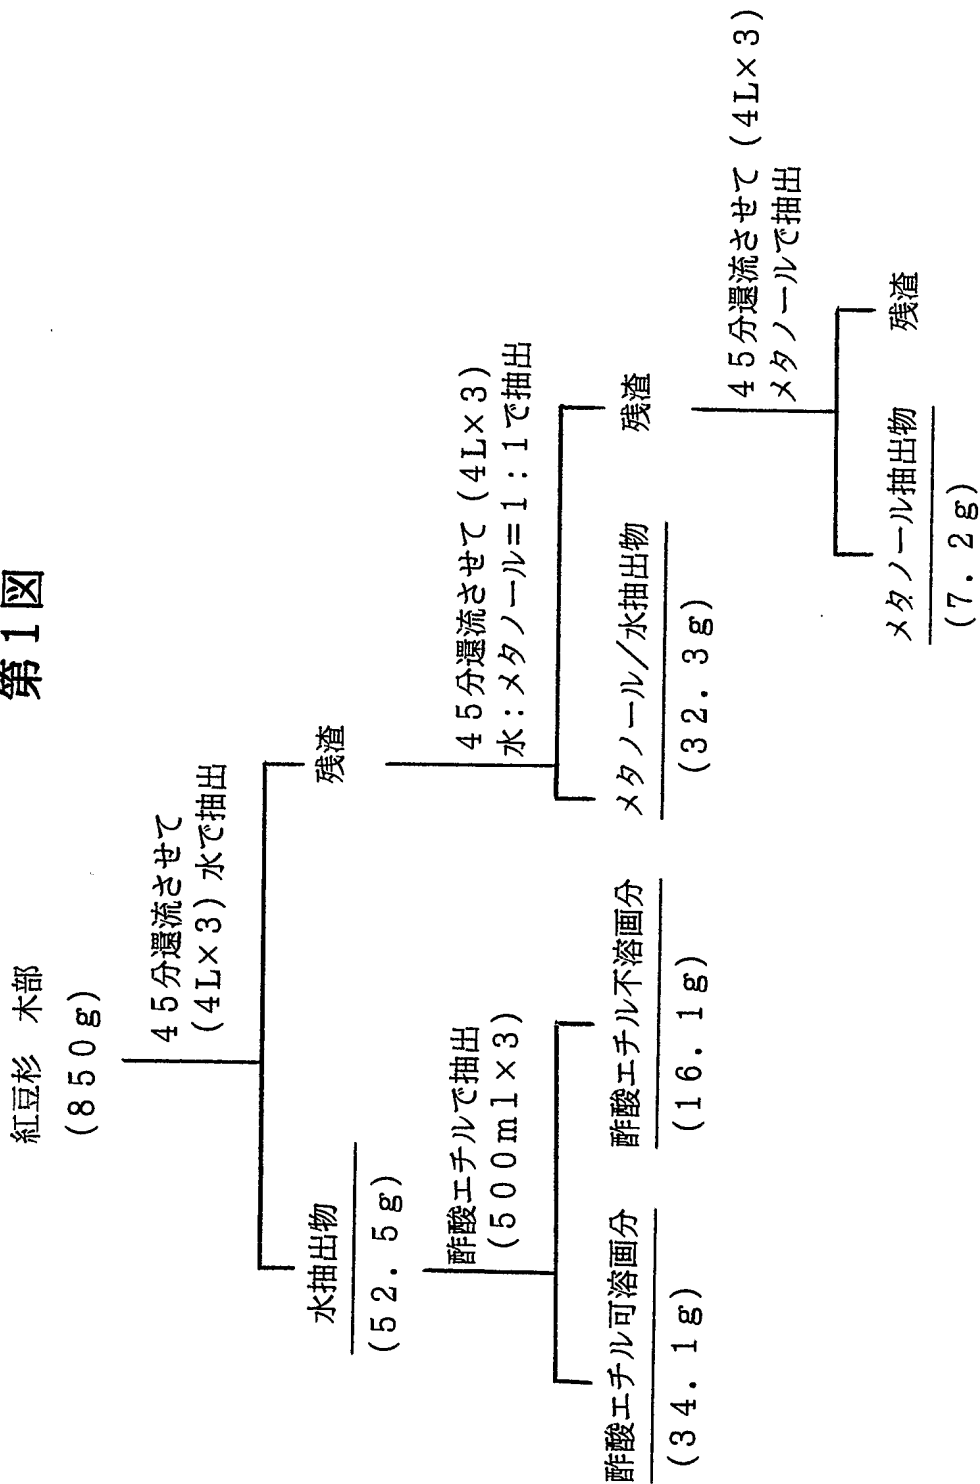 第1図
紅豆杉 木部
(850g)
45分還流させて
(4L×3)水で抽出
水抽出物
(52.5g)
残渣
酢酸エチルで抽出
(500ml×3)
45分還流させて(4L×3)
水:メタノール=1:1で抽出
酢酸エチル可溶画分
(34.1g)
酢酸エチル不溶画分
(16.1g)
メタノール/水抽出物
(32.3g)
残渣
45分還流させて(4L×3)
メタノールで抽出
メタノール抽出物
(7.2g)
残渣